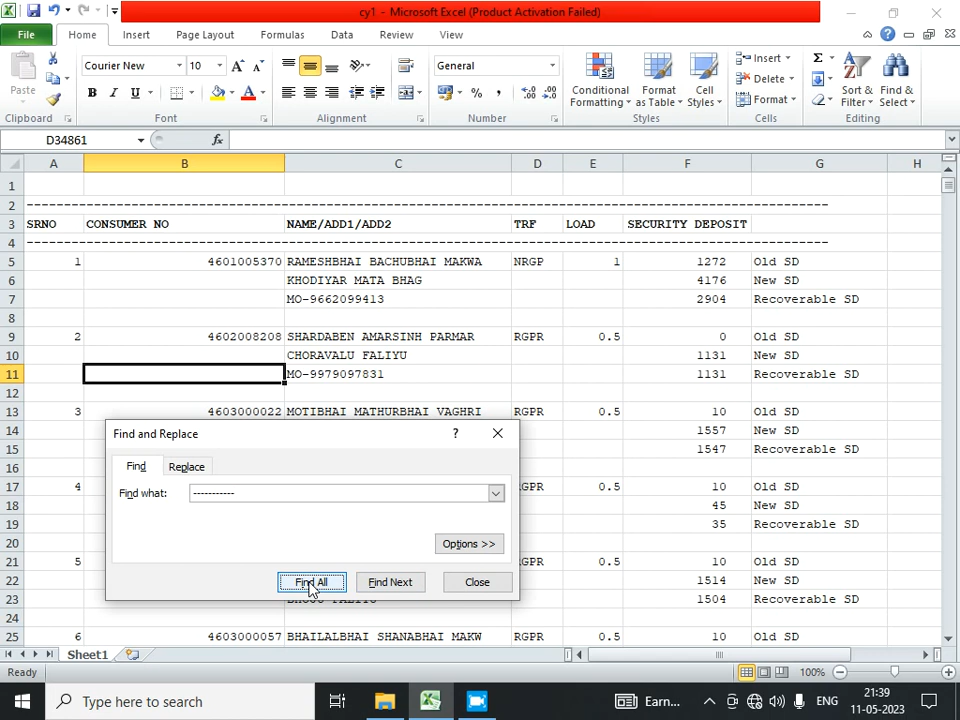 cy1 - Microsoft Excel (Product Activation Failed)
File Home Insert Page Layout Formulas Data Review View
Paste Courier New 10 A A General Conditional Formatting Format as Table Cell Styles Insert Delete Format Σ Sort & Filter Find & Select
B I U A % , .0 .00 .00 .0
Clipboard Font Alignment Number Styles Cells Editing
D34861 fx
A B C D E F G H
1
2 --------------------------------------------------------------------------------------------------------
3 SRNO CONSUMER NO NAME/ADD1/ADD2 TRF LOAD SECURITY DEPOSIT
4 --------------------------------------------------------------------------------------------------------
5 1 4601005370 RAMESHBHAI BACHUBHAI MAKWA NRGP 1 1272 Old SD
6 KHODIYAR MATA BHAG 4176 New SD
7 MO-9662099413 2904 Recoverable SD
8
9 2 4602008208 SHARDABEN AMARSINH PARMAR RGPR 0.5 0 Old SD
10 CHORAVALU FALIYU 1131 New SD
11 MO-9979097831 1131 Recoverable SD
12
13 3 4603000022 MOTIBHAI MATHURBHAI VAGHRI RGPR 0.5 10 Old SD
14 1557 New SD
15 1547 Recoverable SD
16
17 4 RGPR 0.5 10 Old SD
18 45 New SD
19 35 Recoverable SD
20
21 5 RGPR 0.5 10 Old SD
22 1514 New SD
23 1504 Recoverable SD
24
25 6 4603000057 BHAILALBHAI SHANABHAI MAKW RGPR 0.5 10 Old SD
Find and Replace ?
Find Replace
Find what: -----------
Options >>
Find All Find Next Close
Sheet1
Ready 100%
Type here to search Earn... ENG 21:39
11-05-2023